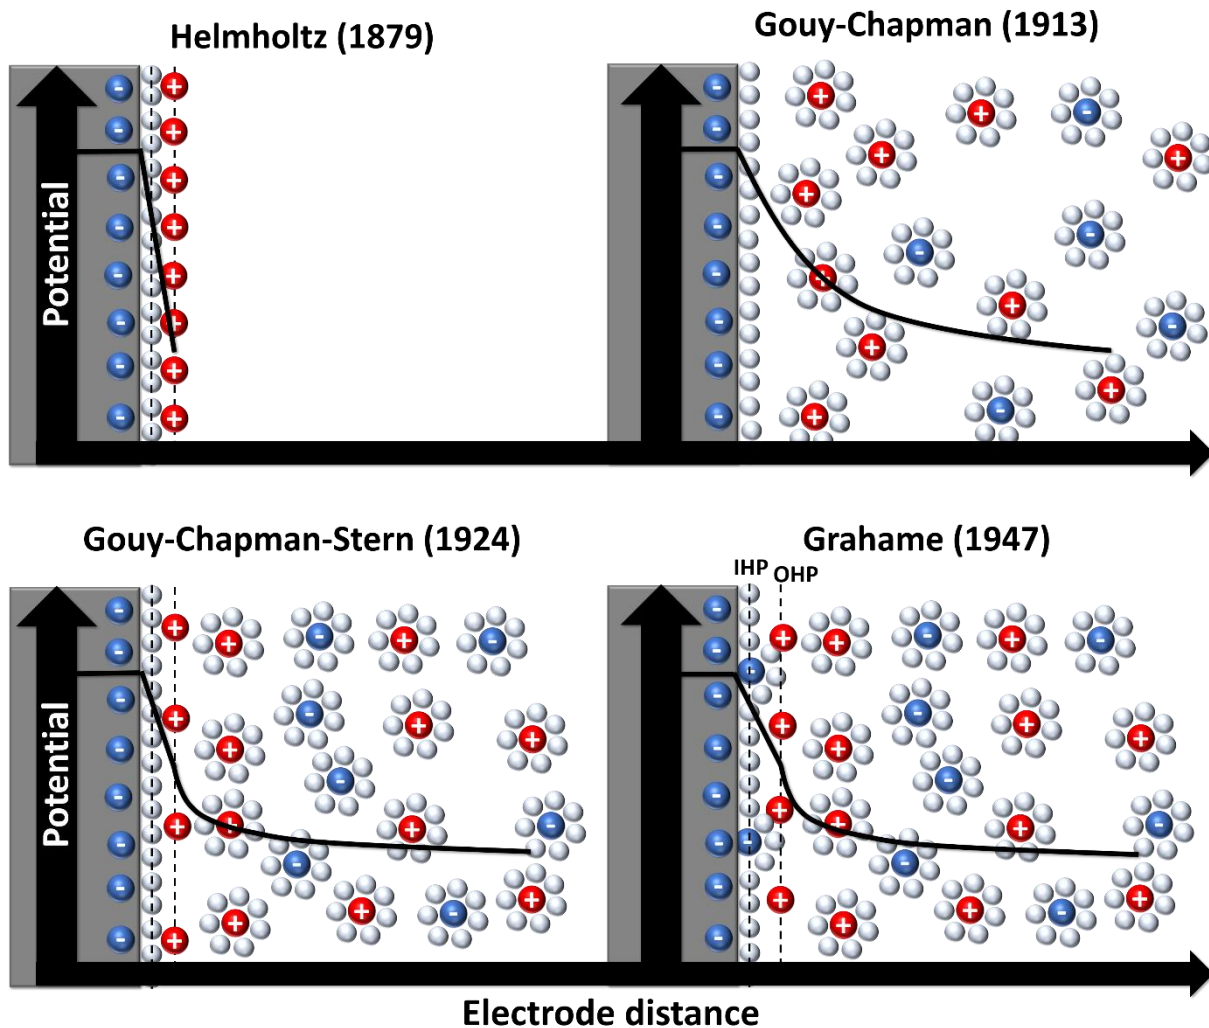 Helmholtz (1879)
Gouy-Chapman (1913)
Potential
Gouy-Chapman-Stern (1924)
Grahame (1947)
IHP OHP
Potential
Electrode distance